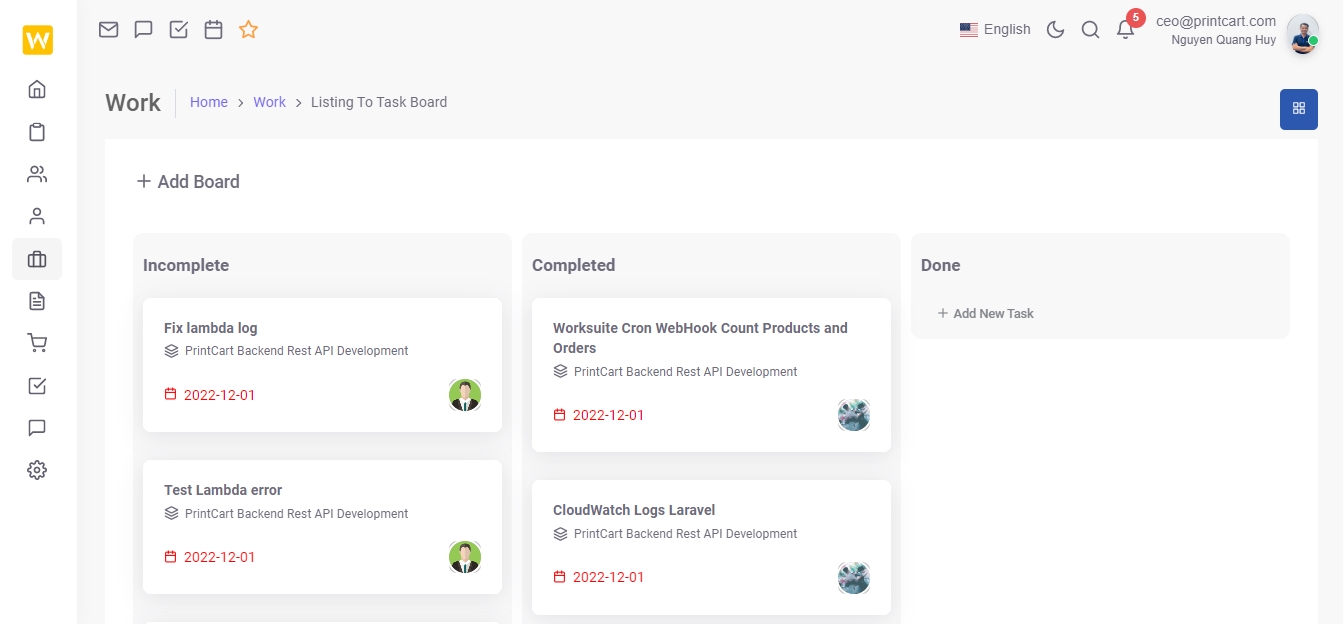 W
English
5
ceo@printcart.com
Nguyen Quang Huy
Work
Home > Work > Listing To Task Board
+ Add Board
Incomplete
Fix lambda log
PrintCart Backend Rest API Development
2022-12-01
Test Lambda error
PrintCart Backend Rest API Development
2022-12-01
Completed
Worksuite Cron WebHook Count Products and
Orders
PrintCart Backend Rest API Development
2022-12-01
CloudWatch Logs Laravel
PrintCart Backend Rest API Development
2022-12-01
Done
+ Add New Task